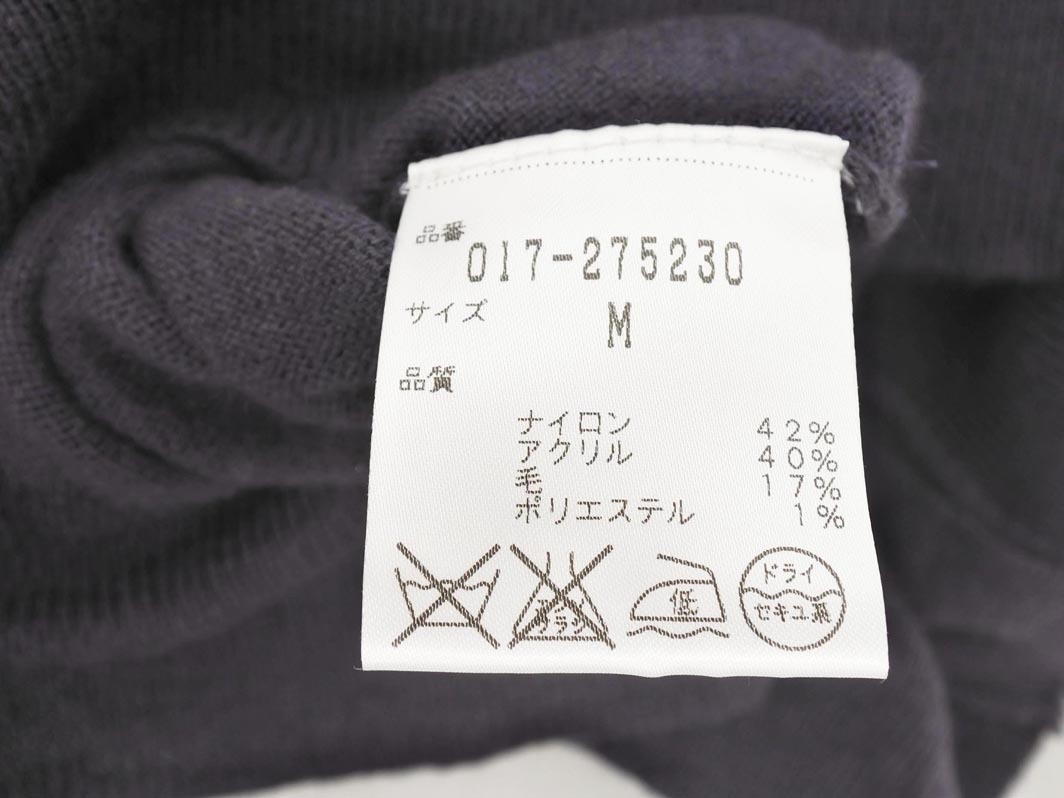 品番
017-275230
サイズ M
品質
ナイロン 42%
アクリル 40%
毛 17%
ポリエステル 1%
低
ドライ
セキユ系